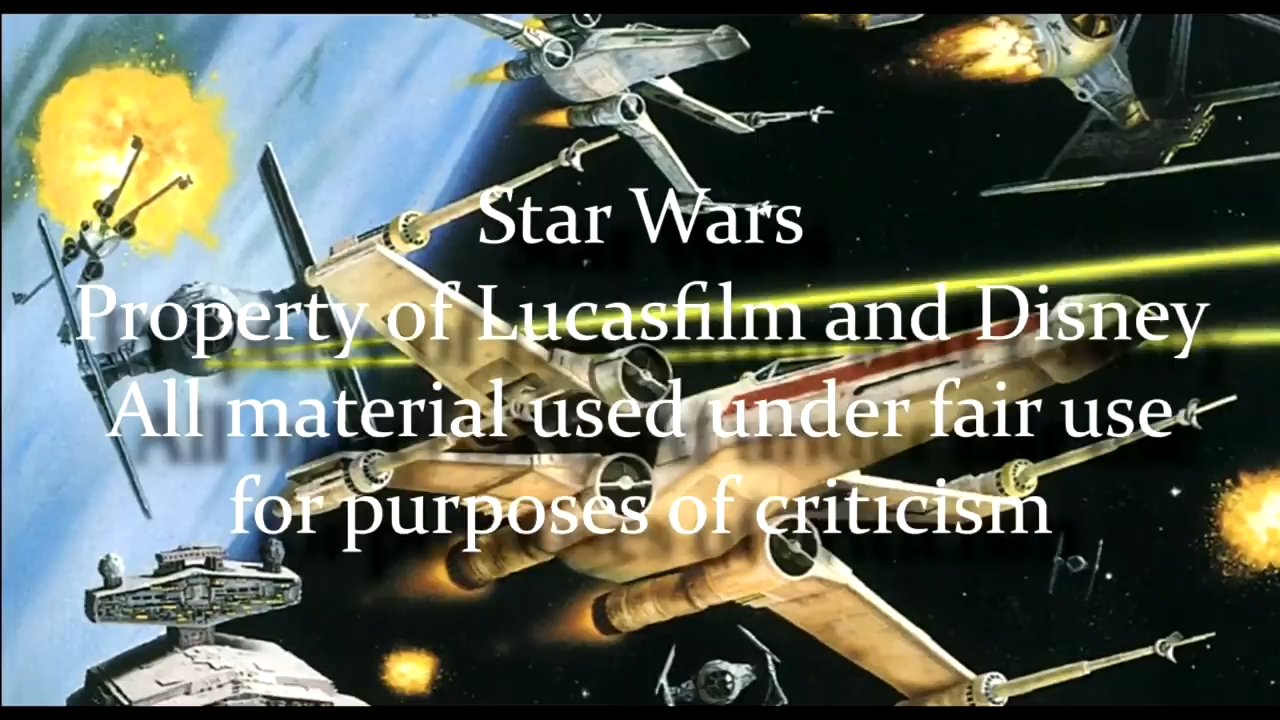 Star Wars
Property of Lucasfilm and Disney
All material used under fair use
for purposes of criticism